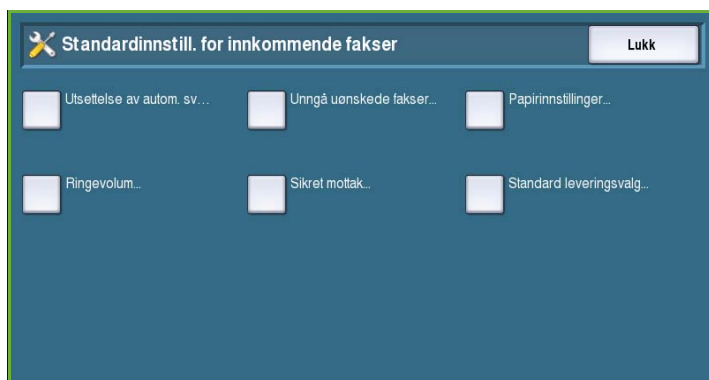 Standardinnstill. for innkommende fakser
Lukk
Utsettelse av autom. sv...
Unngå uønskede fakser...
Papirinnstillinger...
Ringevolum...
Sikret mottak...
Standard leveringsvalg...